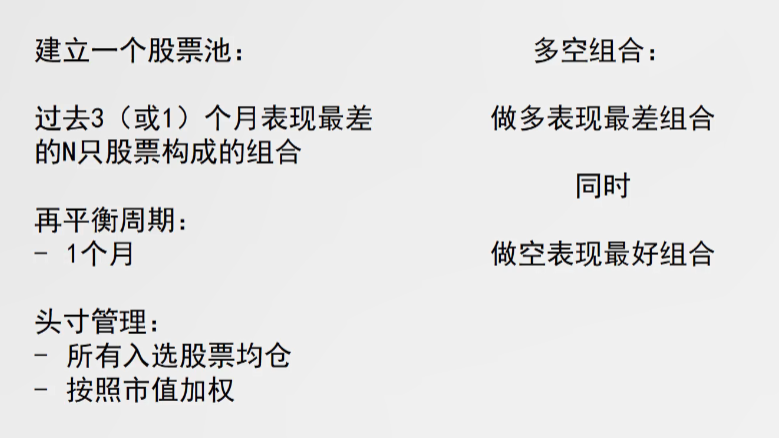 建立一个股票池：
过去3（或1）个月表现最差
的N只股票构成的组合
再平衡周期：
- 1个月
头寸管理：
- 所有入选股票均仓
- 按照市值加权
多空组合：
做多表现最差组合
同时
做空表现最好组合